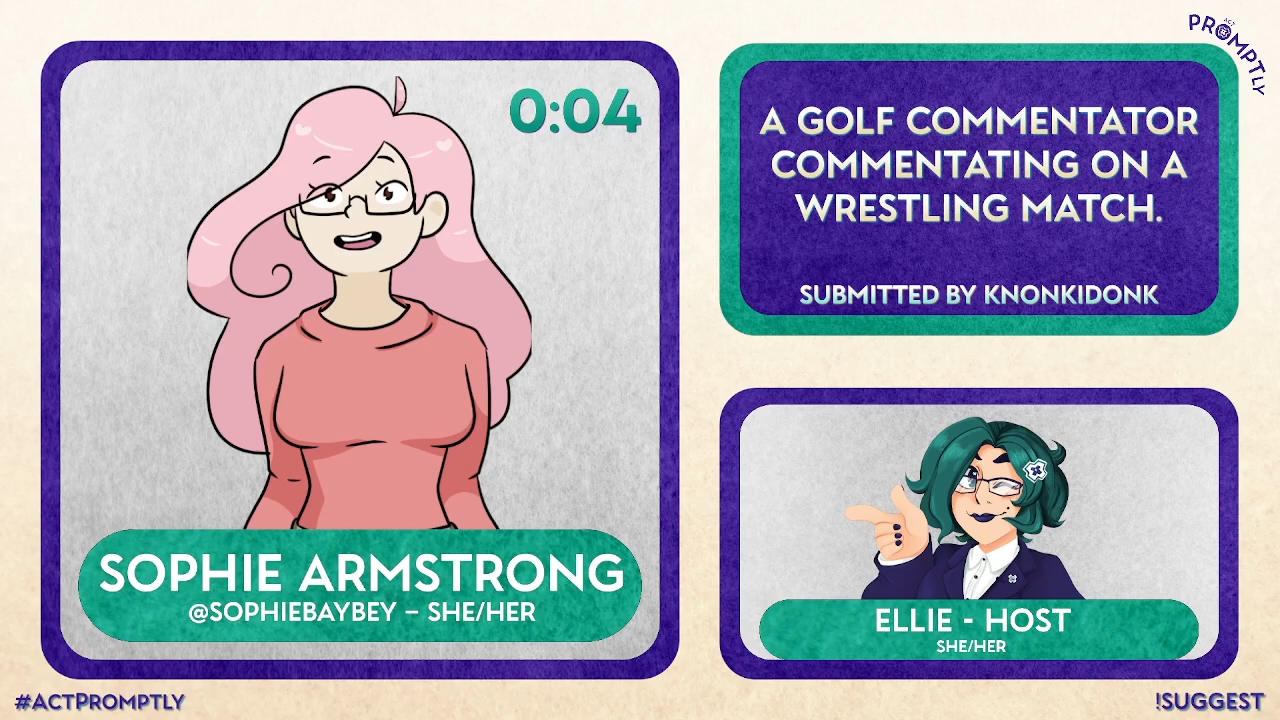 0:04
SOPHIE ARMSTRONG
@SOPHIEBAYBEY – SHE/HER
ACT
PROMPTLY
A GOLF COMMENTATOR
COMMENTATING ON A
WRESTLING MATCH.
SUBMITTED BY KNONKIDONK
ELLIE - HOST
SHE/HER
#ACTPROMPTLY
!SUGGEST